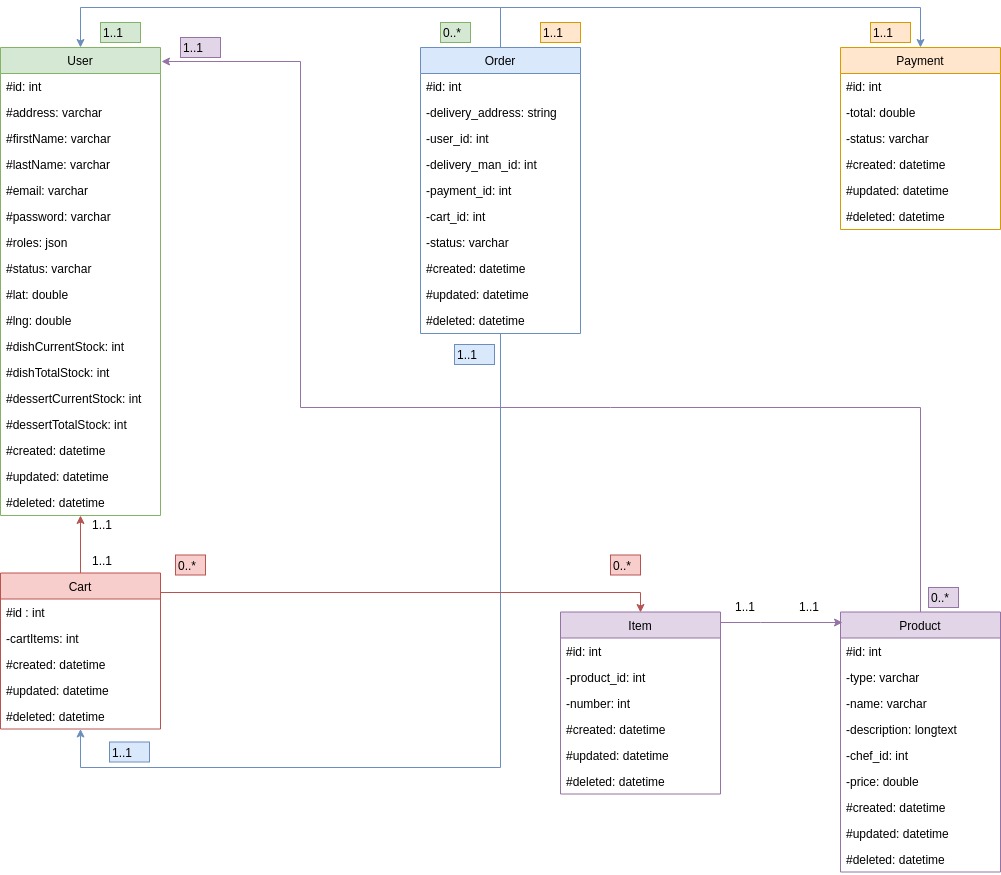 1..1
0..*
1..1
1..1
1..1
User
#id: int
#address: varchar
#firstName: varchar
#lastName: varchar
#email: varchar
#password: varchar
#roles: json
#status: varchar
#lat: double
#lng: double
#dishCurrentStock: int
#dishTotalStock: int
#dessertCurrentStock: int
#dessertTotalStock: int
#created: datetime
#updated: datetime
#deleted: datetime
Order
#id: int
-delivery_address: string
-user_id: int
-delivery_man_id: int
-payment_id: int
-cart_id: int
-status: varchar
#created: datetime
#updated: datetime
#deleted: datetime
Payment
#id: int
-total: double
-status: varchar
#created: datetime
#updated: datetime
#deleted: datetime
1..1
1..1
1..1
Cart
#id : int
-cartItems: int
#created: datetime
#updated: datetime
#deleted: datetime
0..*
0..*
1..1
Item
#id: int
-product_id: int
-number: int
#created: datetime
#updated: datetime
#deleted: datetime
1..1
1..1
0..*
Product
#id: int
-type: varchar
-name: varchar
-description: longtext
-chef_id: int
-price: double
#created: datetime
#updated: datetime
#deleted: datetime